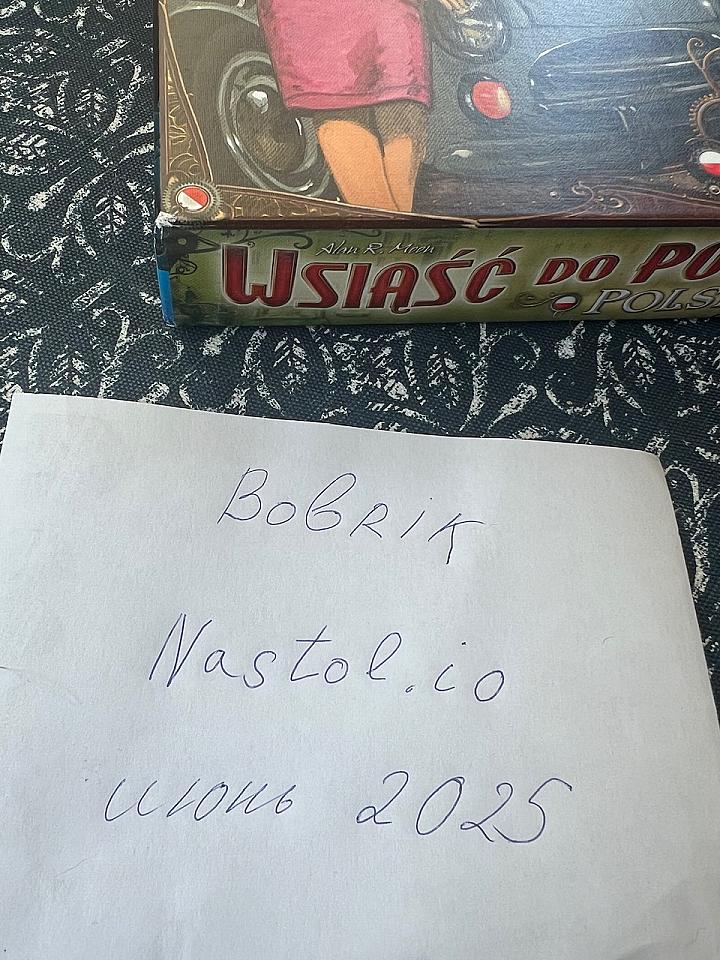 Alan R. Moon
WSIĄŚĆ DO PO
POLS
BobRiK
Nastol.io
июнь 2025